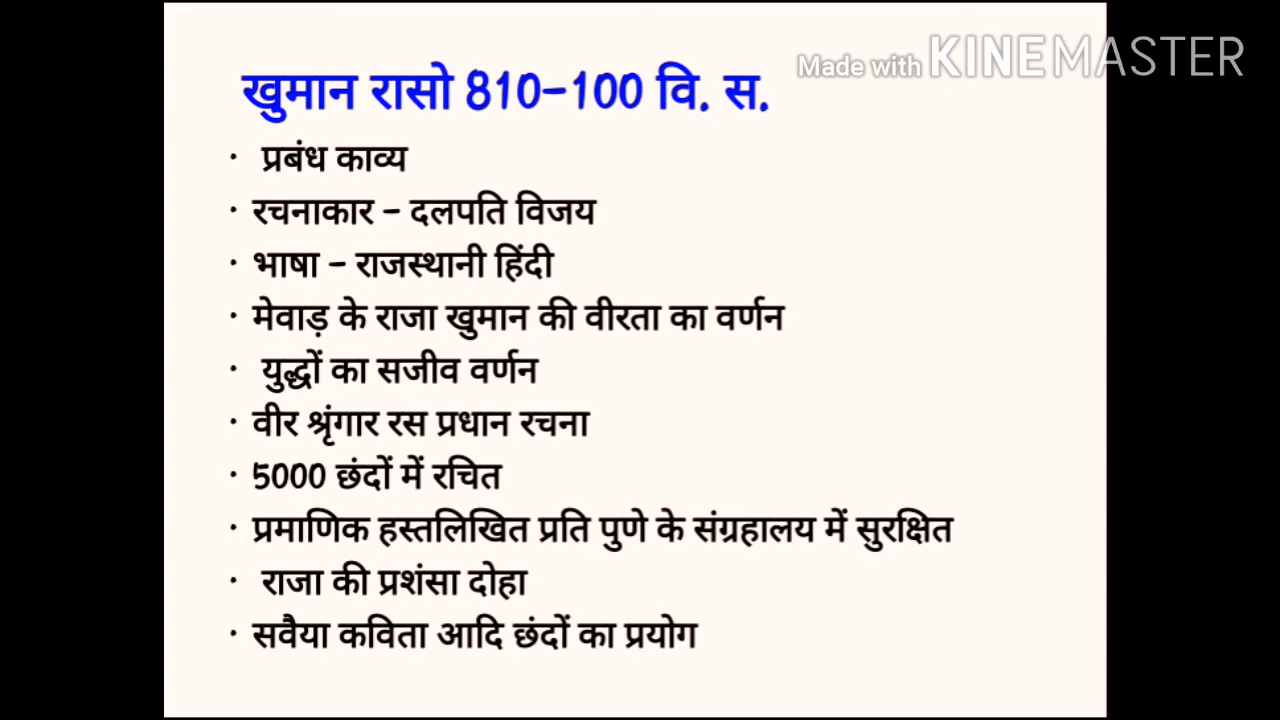 Made with KINEMASTER
खुमान रासो 810-100 वि. स.
· प्रबंध काव्य
· रचनाकार - दलपति विजय
· भाषा - राजस्थानी हिंदी
· मेवाड़ के राजा खुमान की वीरता का वर्णन
· युद्धों का सजीव वर्णन
· वीर श्रृंगार रस प्रधान रचना
· 5000 छंदों में रचित
· प्रमाणिक हस्तलिखित प्रति पुणे के संग्रहालय में सुरक्षित
· राजा की प्रशंसा दोहा
· सवैया कविता आदि छंदों का प्रयोग